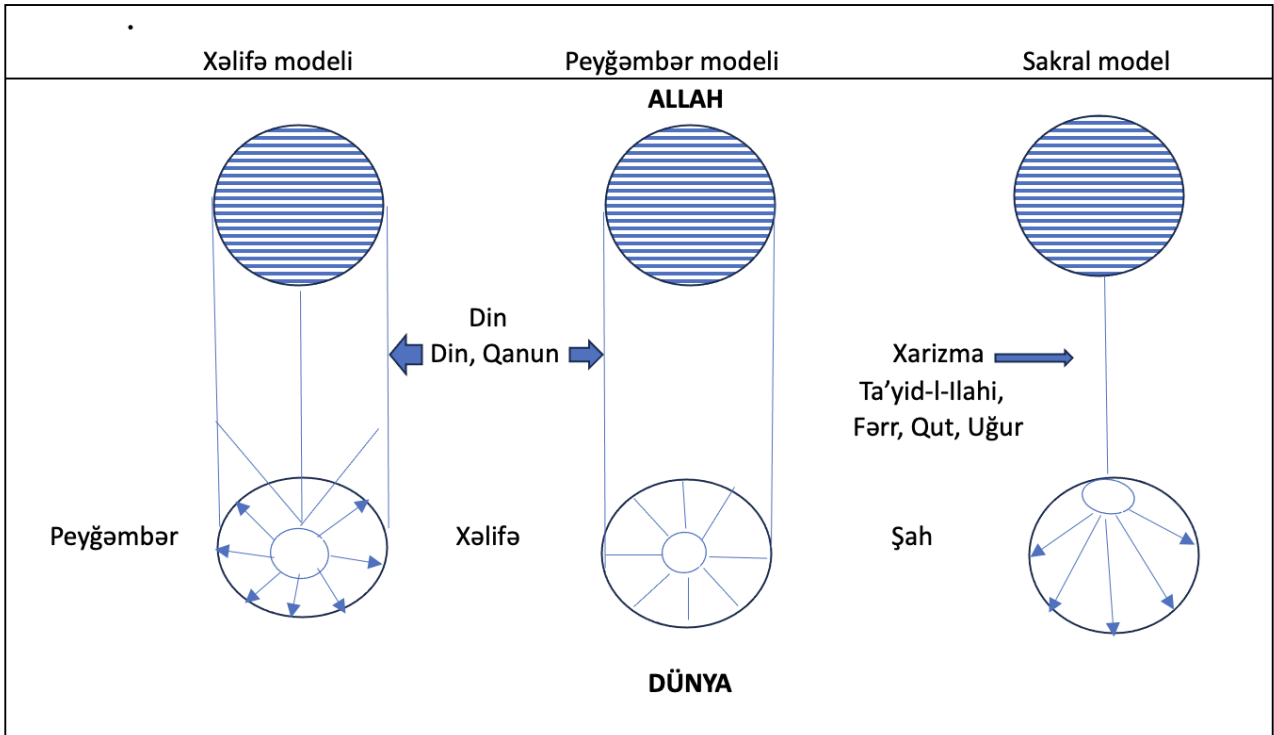 Xəlifə modeli
Peyğəmbər modeli
Sakral model
ALLAH
Din
Din, Qanun
Xarizma
Ta’yid-l-Ilahi,
Fərr, Qut, Uğur
Peyğəmbər
Xəlifə
Şah
DÜNYA